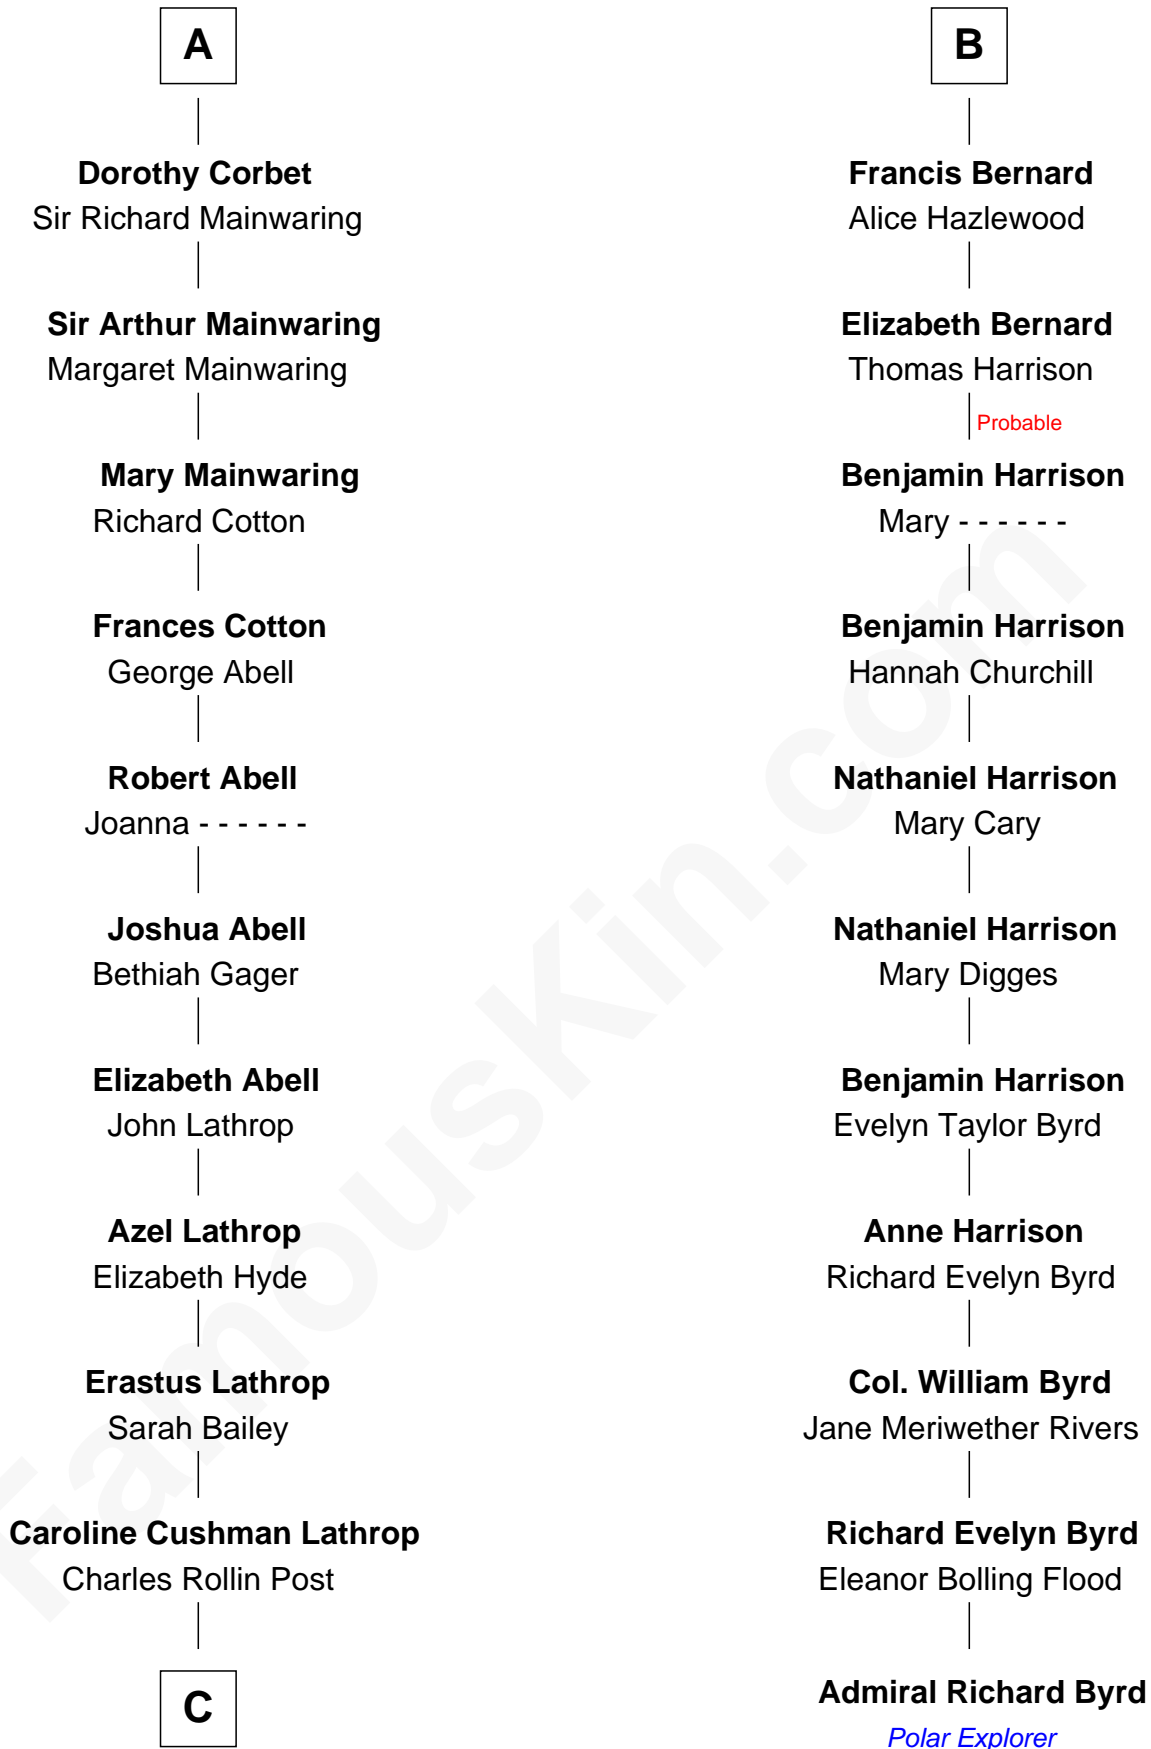 A
Dorothy Corbet
Sir Richard Mainwaring
Sir Arthur Mainwaring
Margaret Mainwaring
Mary Mainwaring
Richard Cotton
Frances Cotton
George Abell
Robert Abell
Joanna - - - - - -
Joshua Abell
Bethiah Gager
Elizabeth Abell
John Lathrop
Azel Lathrop
Elizabeth Hyde
Erastus Lathrop
Sarah Bailey
Caroline Cushman Lathrop
Charles Rollin Post
C
B
Francis Bernard
Alice Hazlewood
Elizabeth Bernard
Thomas Harrison
Probable
Benjamin Harrison
Mary - - - - - -
Benjamin Harrison
Hannah Churchill
Nathaniel Harrison
Mary Cary
Nathaniel Harrison
Mary Digges
Benjamin Harrison
Evelyn Taylor Byrd
Anne Harrison
Richard Evelyn Byrd
Col. William Byrd
Jane Meriwether Rivers
Richard Evelyn Byrd
Eleanor Bolling Flood
Admiral Richard Byrd
Polar Explorer
FamousKin.com